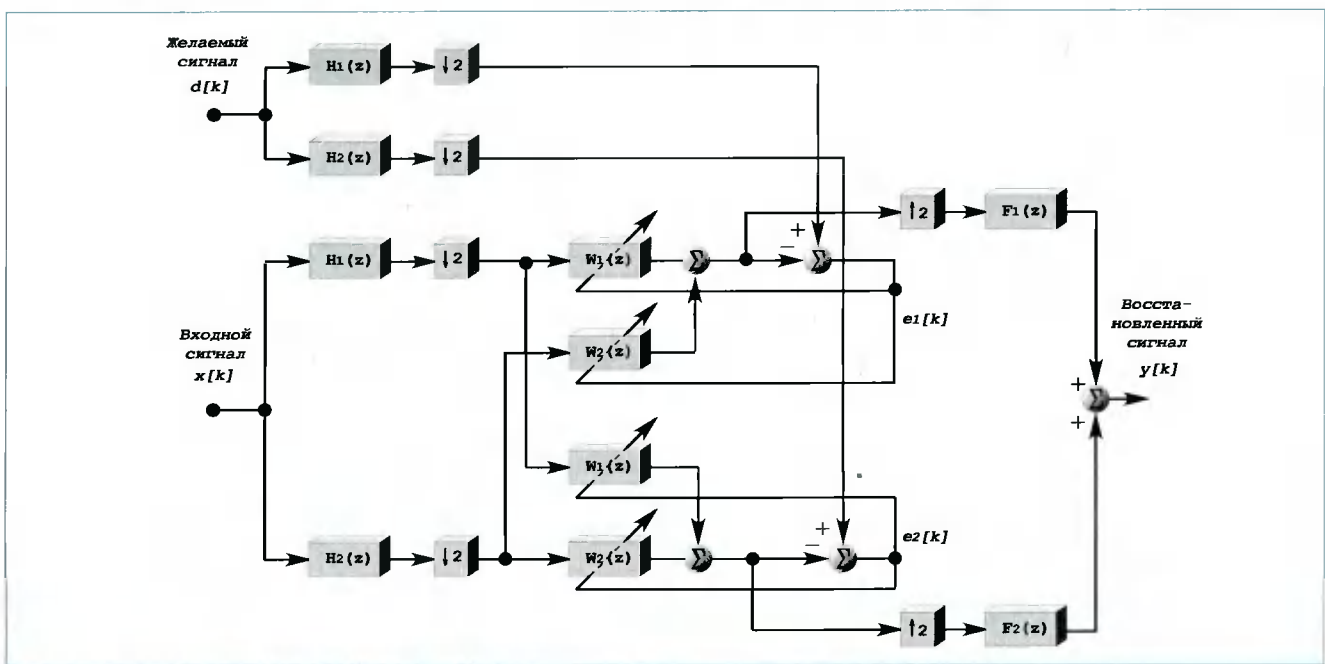 Желаемый
сигнал
d[k]
H1(z)
↓2
H2(z)
↓2
H1(z)
↓2
W1(z)
Σ
+
−
Σ
↑2
F1(z)
e1[k]
Входной
сигнал
x[k]
W2(z)
Восста-
новленный
сигнал
y[k]
+
Σ
+
W1(z)
H2(z)
↓2
W2(z)
Σ
+
−
Σ
e2[k]
↑2
F2(z)